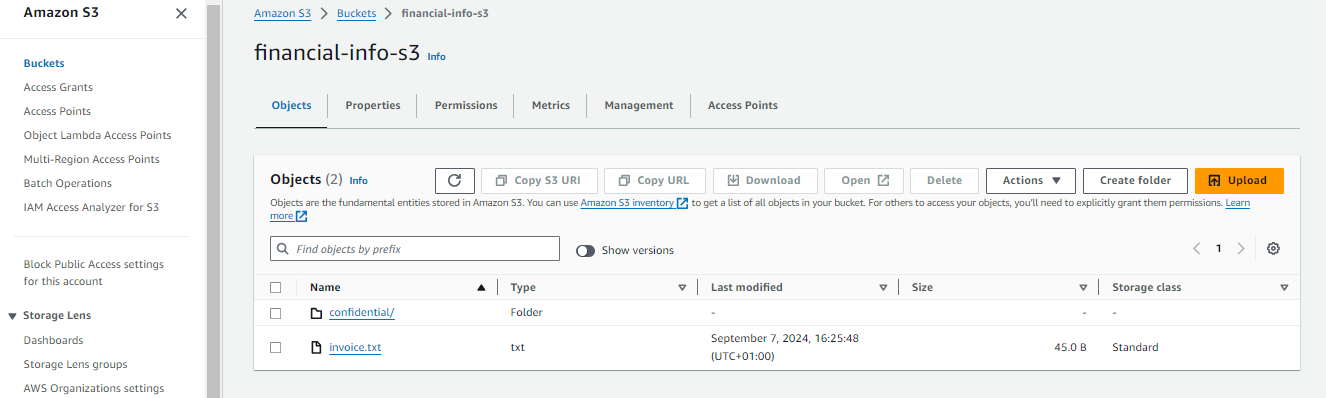 Amazon S3
Buckets
Access Grants
Access Points
Object Lambda Access Points
Multi-Region Access Points
Batch Operations
IAM Access Analyzer for S3
Block Public Access settings
for this account
Storage Lens
Dashboards
Storage Lens groups
AWS Organizations settings
Amazon S3 > Buckets > financial-info-s3
financial-info-s3 Info
Objects Properties Permissions Metrics Management Access Points
Objects (2) Info Copy S3 URI Copy URL Download Open Delete Actions Create folder Upload
Objects are the fundamental entities stored in Amazon S3. You can use Amazon S3 inventory to get a list of all objects in your bucket. For others to access your objects, you'll need to explicitly grant them permissions. Learn
more
Find objects by prefix Show versions 1
Name Type Last modified Size Storage class
confidential/ Folder - - -
invoice.txt txt September 7, 2024, 16:25:48 45.0 B Standard
(UTC+01:00)